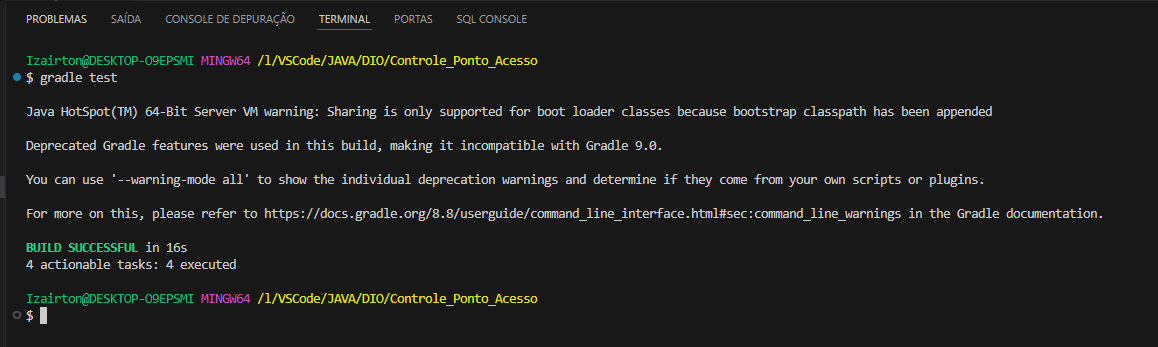 PROBLEMAS SAÍDA CONSOLE DE DEPURAÇÃO TERMINAL PORTAS SQL CONSOLE
Izairton@DESKTOP-O9EPSMI MINGW64 /l/VSCode/JAVA/DIO/Controle_Ponto_Acesso
$ gradle test
Java HotSpot(TM) 64-Bit Server VM warning: Sharing is only supported for boot loader classes because bootstrap classpath has been appended
Deprecated Gradle features were used in this build, making it incompatible with Gradle 9.0.
You can use '--warning-mode all' to show the individual deprecation warnings and determine if they come from your own scripts or plugins.
For more on this, please refer to https://docs.gradle.org/8.8/userguide/command_line_interface.html#sec:command_line_warnings in the Gradle documentation.
BUILD SUCCESSFUL in 16s
4 actionable tasks: 4 executed
Izairton@DESKTOP-O9EPSMI MINGW64 /l/VSCode/JAVA/DIO/Controle_Ponto_Acesso
$